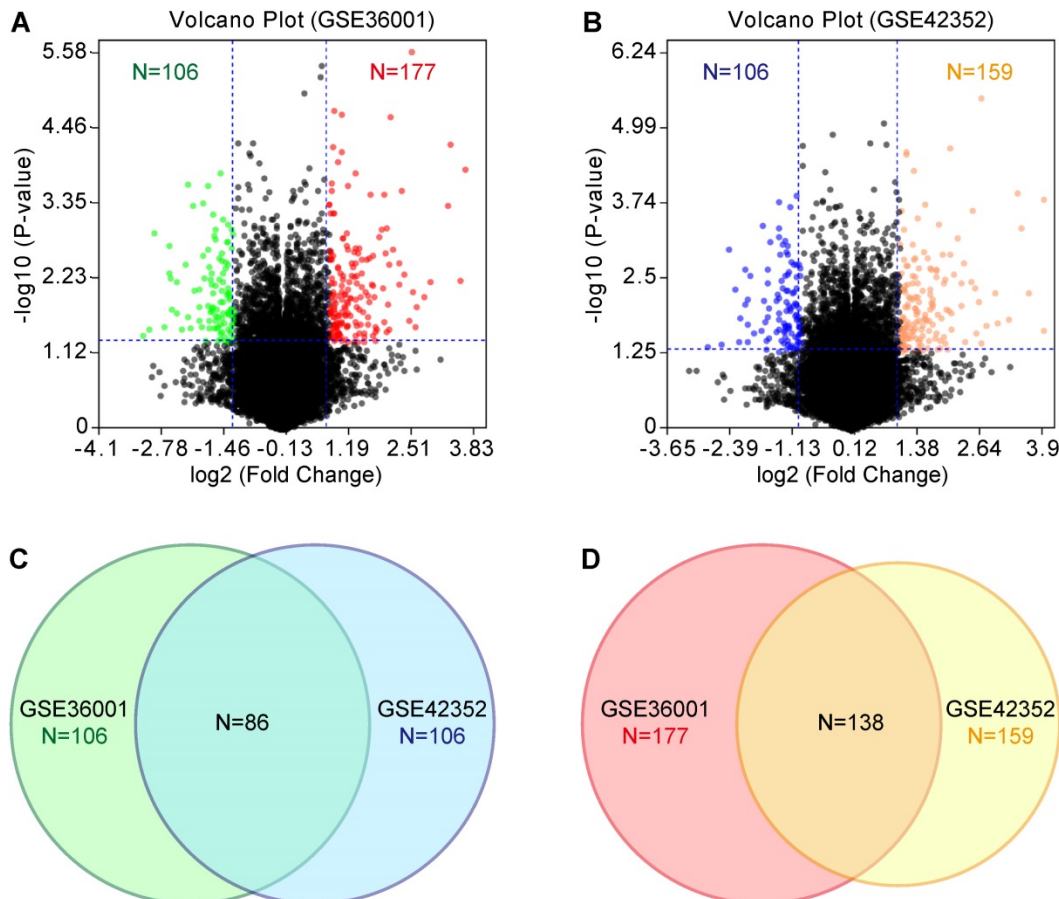 A
Volcano Plot (GSE36001)
-log10 (P-value)
5.58
4.46
3.35
2.23
1.12
0
N=106
N=177
-4.1 -2.78 -1.46 -0.13 1.19 2.51 3.83
log2 (Fold Change)
B
Volcano Plot (GSE42352)
-log10 (P-value)
6.24
4.99
3.74
2.5
1.25
0
N=106
N=159
-3.65 -2.39 -1.13 0.12 1.38 2.64 3.9
log2 (Fold Change)
C
GSE36001
N=106
N=86
GSE42352
N=106
D
GSE36001
N=177
N=138
GSE42352
N=159